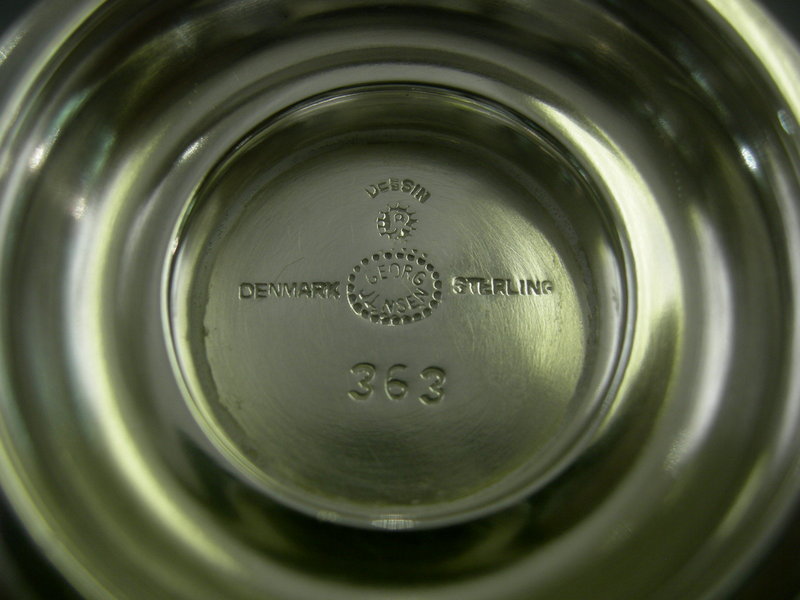 DESSIN
DENMARK GEORG JENSEN STERLING
363